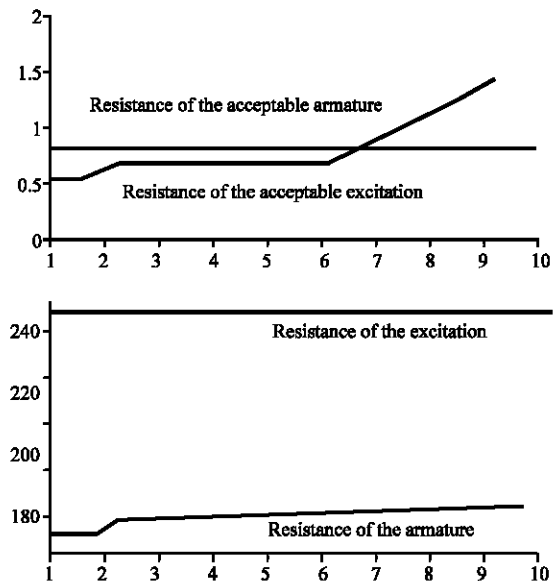 2
1.5
Resistance of the acceptable armature
1
0.5
Resistance of the acceptable excitation
0
1 2 3 4 5 6 7 8 9 10
240
Resistance of the excitation
220
200
180
Resistance of the armature
1 2 3 4 5 6 7 8 9 10